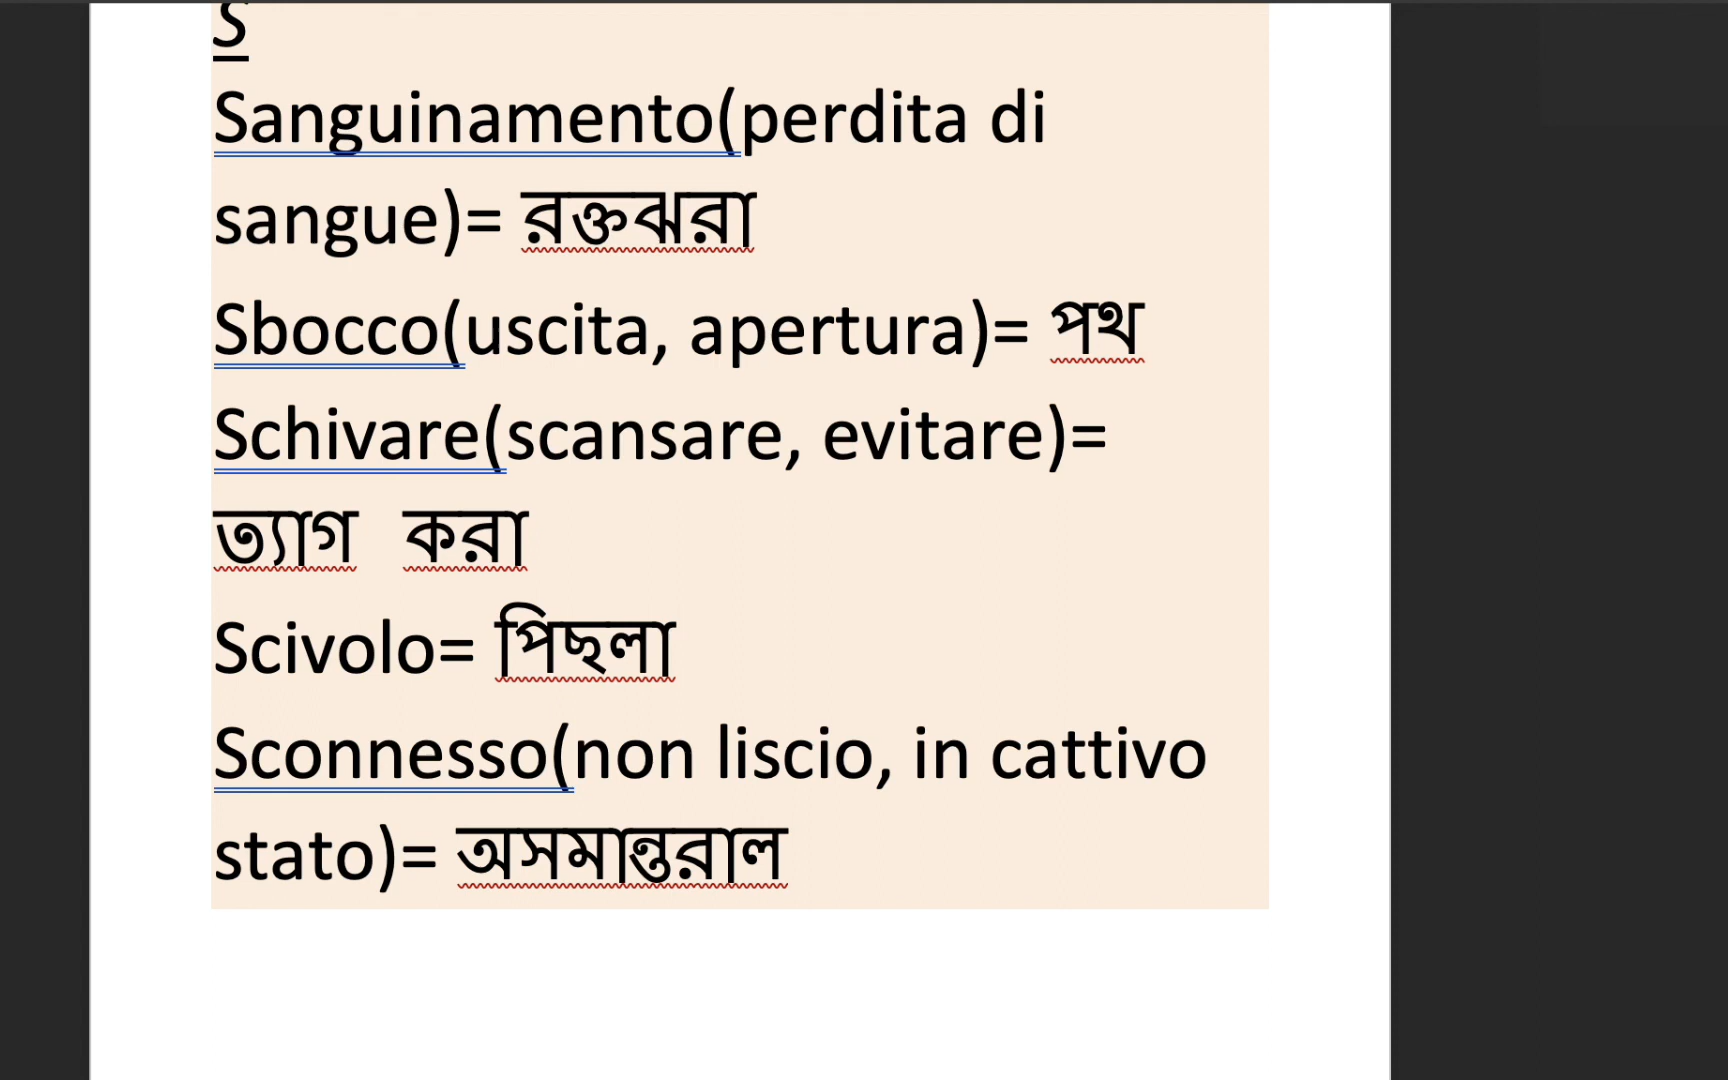 S
Sanguinamento(perdita di
sangue)= রক্তঝরা
Sbocco(uscita, apertura)= পথ
Schivare(scansare, evitare)=
ত্যাগ করা
Scivolo= পিছলা
Sconnesso(non liscio, in cattivo
stato)= অসমান্তরাল